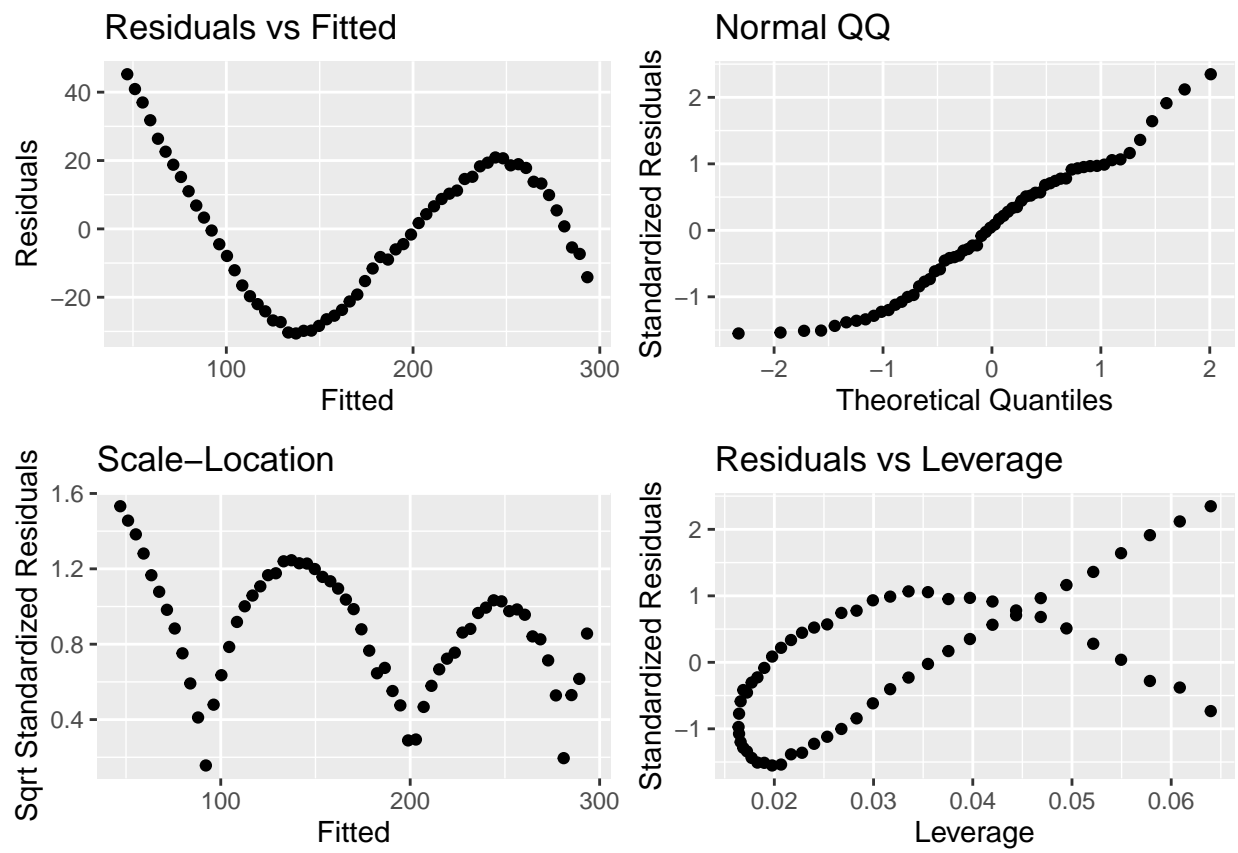 Residuals vs Fitted
Residuals
40
20
0
−20
100
200
300
Fitted
Normal QQ
Standardized Residuals
2
1
0
−1
−2
−1
0
1
2
Theoretical Quantiles
Scale−Location
Sqrt Standardized Residuals
1.6
1.2
0.8
0.4
100
200
300
Fitted
Residuals vs Leverage
Standardized Residuals
2
1
0
−1
0.02
0.03
0.04
0.05
0.06
Leverage